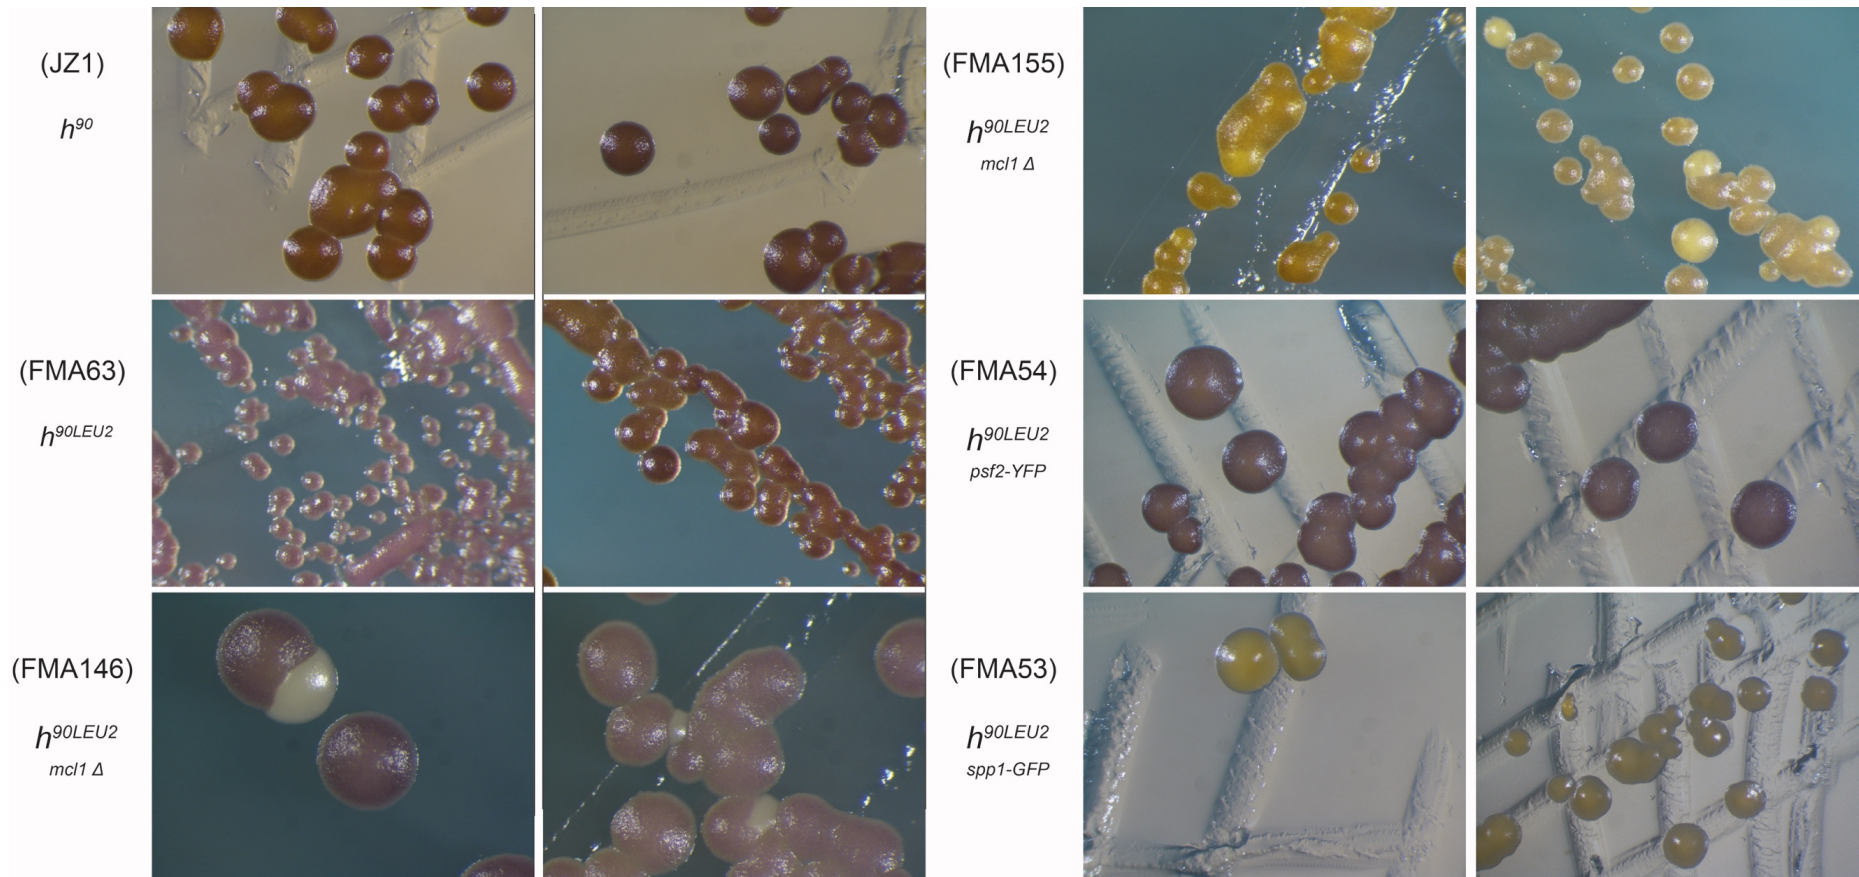 (JZ1)
h90
(FMA63)
h90LEU2
(FMA146)
h90LEU2
mcl1 Δ
(FMA155)
h90LEU2
mcl1 Δ
(FMA54)
h90LEU2
psf2-YFP
(FMA53)
h90LEU2
spp1-GFP